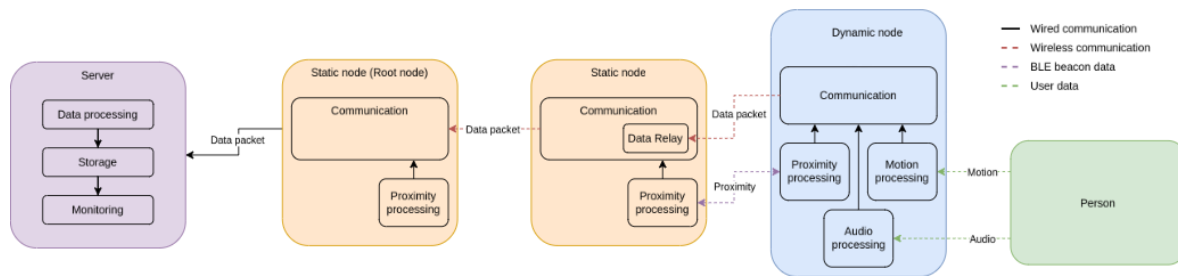 Server
Data processing
Storage
Monitoring
Data packet
Static node (Root node)
Communication
Proximity
processing
Data packet
Static node
Communication
Data Relay
Proximity
processing
Data packet
Proximity
Dynamic node
Communication
Proximity
processing
Motion
processing
Audio
processing
Motion
Audio
Person
Wired communication
Wireless communication
BLE beacon data
User data